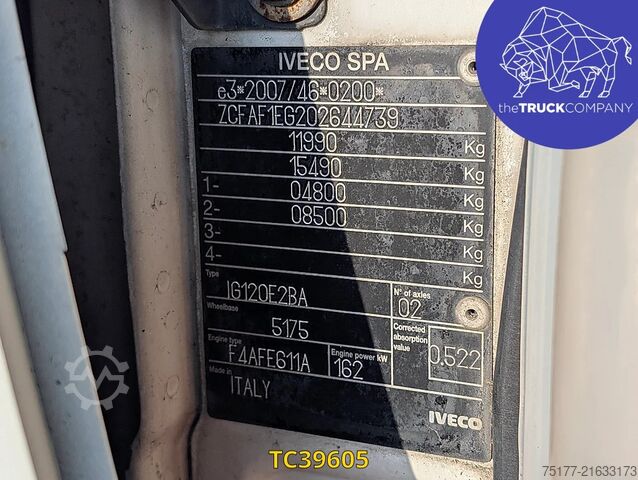 IVECO SPA
e3*2007/46*0200*
ZCFAF1EG202644739
11990 Kg
15490 Kg
1- 04800 Kg
2- 08500 Kg
3- Kg
4- Kg
Type IG120E2BA N° of axles 02
Wheelbase 5175 Corrected absorption value 0.522
Engine type F4AFE611A Engine power kW 162
Made in ITALY
IVECO
theTRUCKCOMPANY
TC39605
75177-21633173